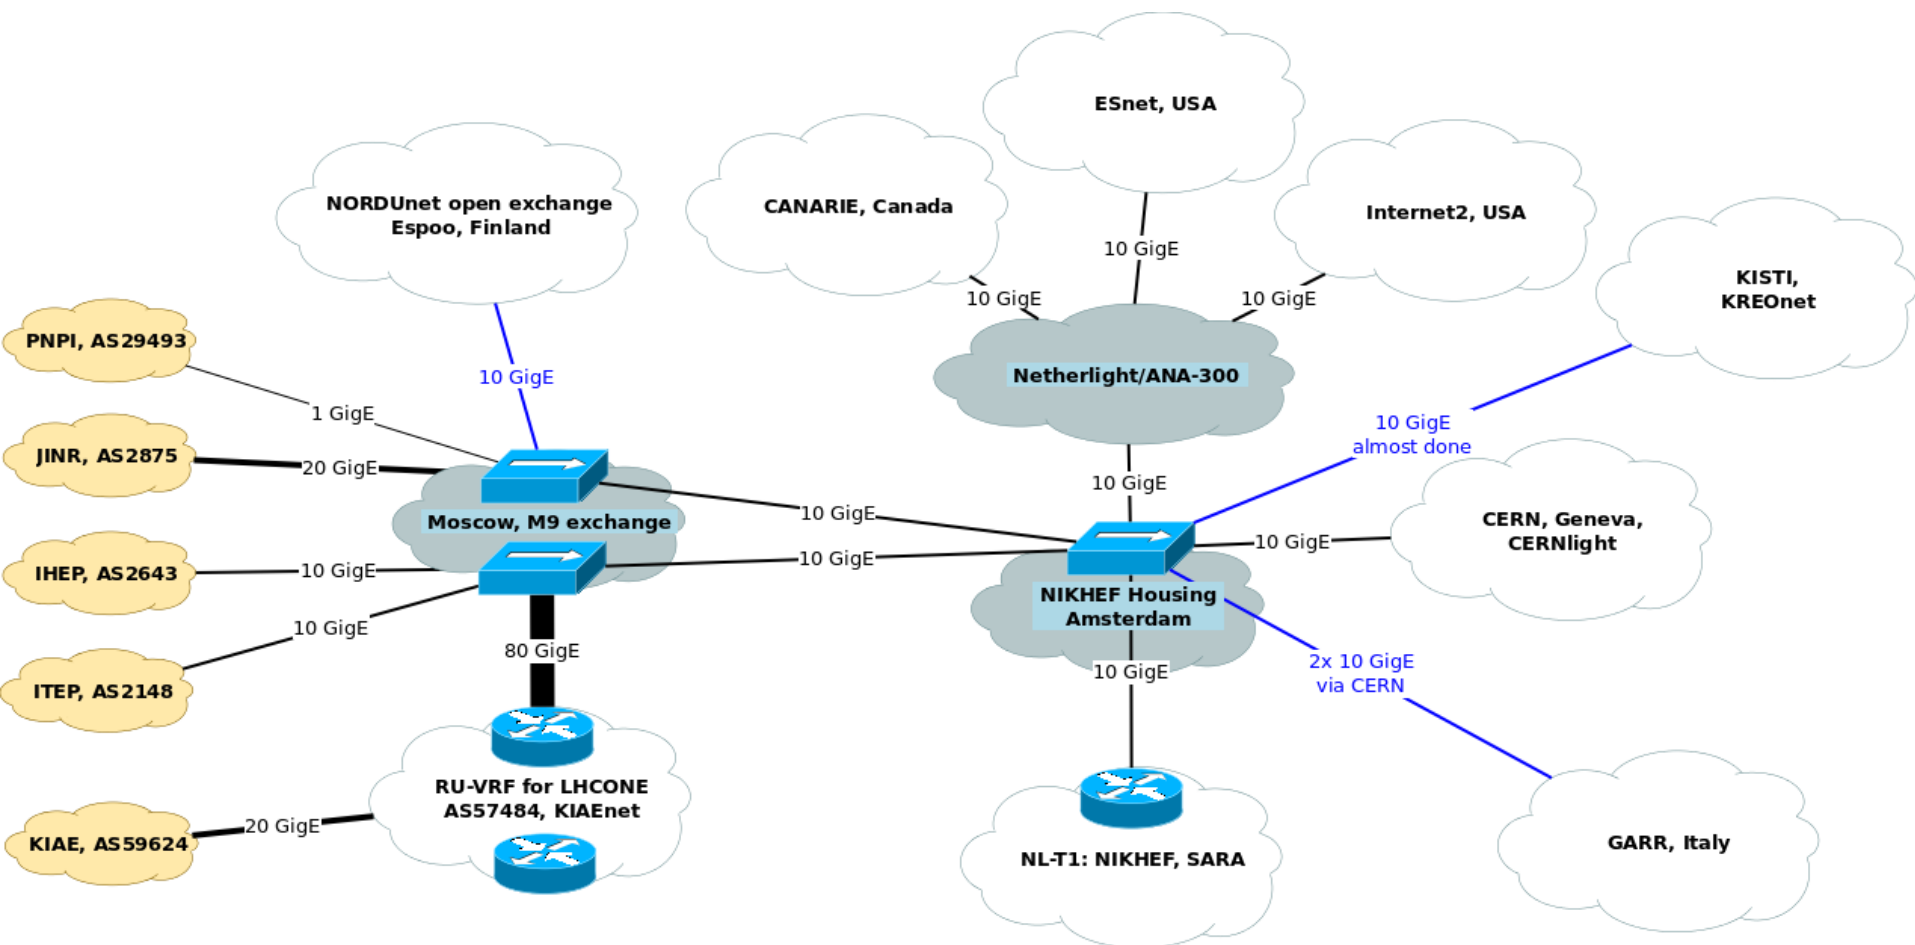 ESnet, USA
NORDUnet open exchange
Espoo, Finland
CANARIE, Canada
Internet2, USA
10 GigE
KISTI,
KREOnet
10 GigE
10 GigE
PNPI, AS29493
10 GigE
Netherlight/ANA-300
1 GigE
10 GigE
almost done
JINR, AS2875
20 GigE
10 GigE
Moscow, M9 exchange
10 GigE
CERN, Geneva,
CERNlight
10 GigE
IHEP, AS2643
10 GigE
10 GigE
NIKHEF Housing
Amsterdam
10 GigE
80 GigE
10 GigE
2x 10 GigE
via CERN
ITEP, AS2148
RU-VRF for LHCONE
AS57484, KIAEnet
20 GigE
KIAE, AS59624
NL-T1: NIKHEF, SARA
GARR, Italy